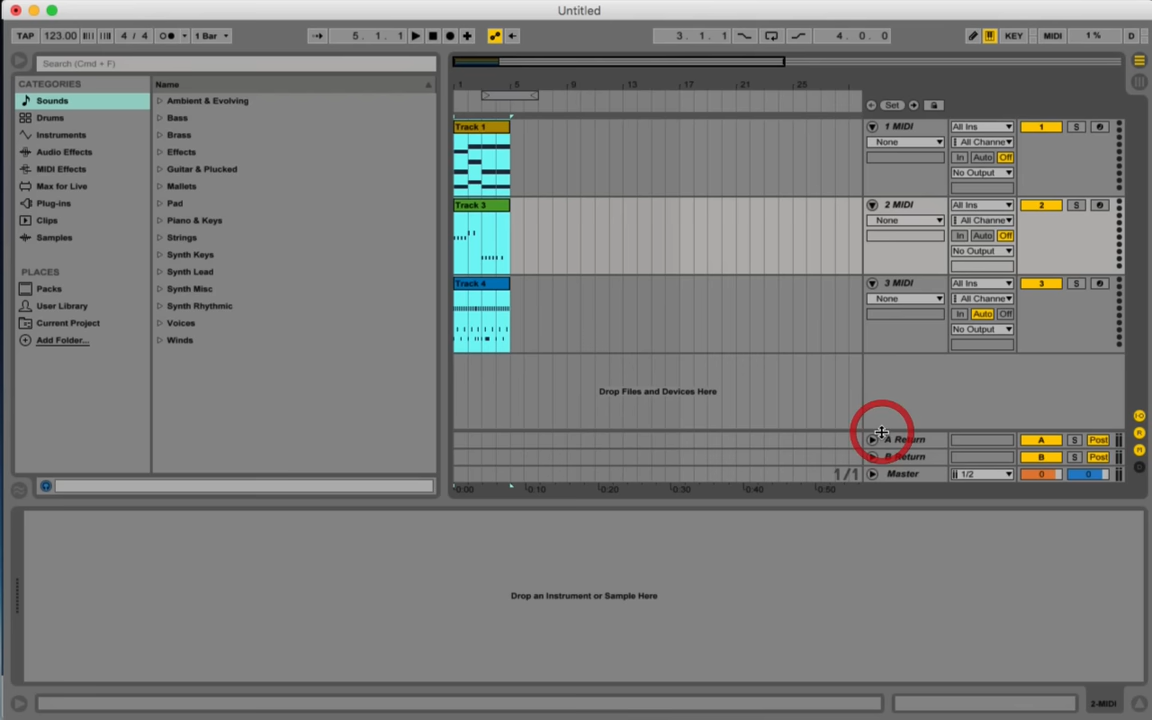 Untitled
TAP 123.00 4 / 4 1 Bar 5. 1. 1 3. 1. 1 4. 0. 0 KEY MIDI 1 % D
Search (Cmd + F)
CATEGORIES
Sounds
Drums
Instruments
Audio Effects
MIDI Effects
Max for Live
Plug-ins
Clips
Samples
PLACES
Packs
User Library
Current Project
Add Folder...
Name
Ambient & Evolving
Bass
Brass
Effects
Guitar & Plucked
Mallets
Pad
Piano & Keys
Strings
Synth Keys
Synth Lead
Synth Misc
Synth Rhythmic
Voices
Winds
1 5 9 13 17 21 25
Set
Track 1 1 MIDI All Ins 1 S
None All Channe
In Auto Off
No Output
Track 3 2 MIDI All Ins 2 S
None All Channe
In Auto Off
No Output
Track 4 3 MIDI All Ins 3 S
None All Channe
In Auto Off
No Output
Drop Files and Devices Here
A Return A S Post
B Return B S Post
1/1 Master 1/2 0 0
0:00 0:10 0:20 0:30 0:40 0:50
Drop an Instrument or Sample Here
2-MIDI